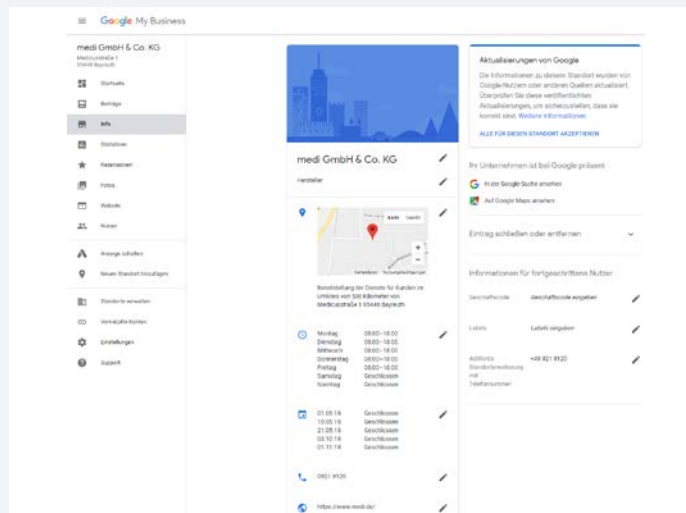 Google My Business
medi GmbH & Co. KG
Medicusstraße 1
95448 Bayreuth
Startseite
Beiträge
Info
Statistiken
Rezensionen
Fotos
Website
Nutzer
Anzeige schalten
Neuen Standort hinzufügen
Standorte verwalten
Verknüpfte Konten
Einstellungen
Support
medi GmbH & Co. KG
Hersteller
Karte
Bereitstellung der Dienste für Kunden im
Umkreis von 500 Kilometer von
Medicusstraße 1 95448 Bayreuth
Montag 08:00–18:00
Dienstag 08:00–18:00
Mittwoch 08:00–18:00
Donnerstag 08:00–18:00
Freitag 08:00–18:00
Samstag Geschlossen
Sonntag Geschlossen
01.05.18 Geschlossen
10.05.18 Geschlossen
21.05.18 Geschlossen
03.10.18 Geschlossen
01.11.18 Geschlossen
0921 9120
https://www.medi.de/
Aktualisierungen von Google
Die Informationen zu diesem Standort wurden von
Google-Nutzern oder anderen Quellen aktualisiert.
Überprüfen Sie diese veröffentlichten
Aktualisierungen, um sicherzustellen, dass sie
korrekt sind. Weitere Informationen
ALLE FÜR DIESEN STANDORT AKZEPTIEREN
Ihr Unternehmen ist bei Google präsent
In der Google Suche ansehen
Auf Google Maps ansehen
Eintrag schließen oder entfernen
Informationen für fortgeschrittene Nutzer
Geschäftscode Geschäftscode eingeben
Labels Labels eingeben
AdWords +49 921 9120
Standorterweiterung
mit
Telefonnummer